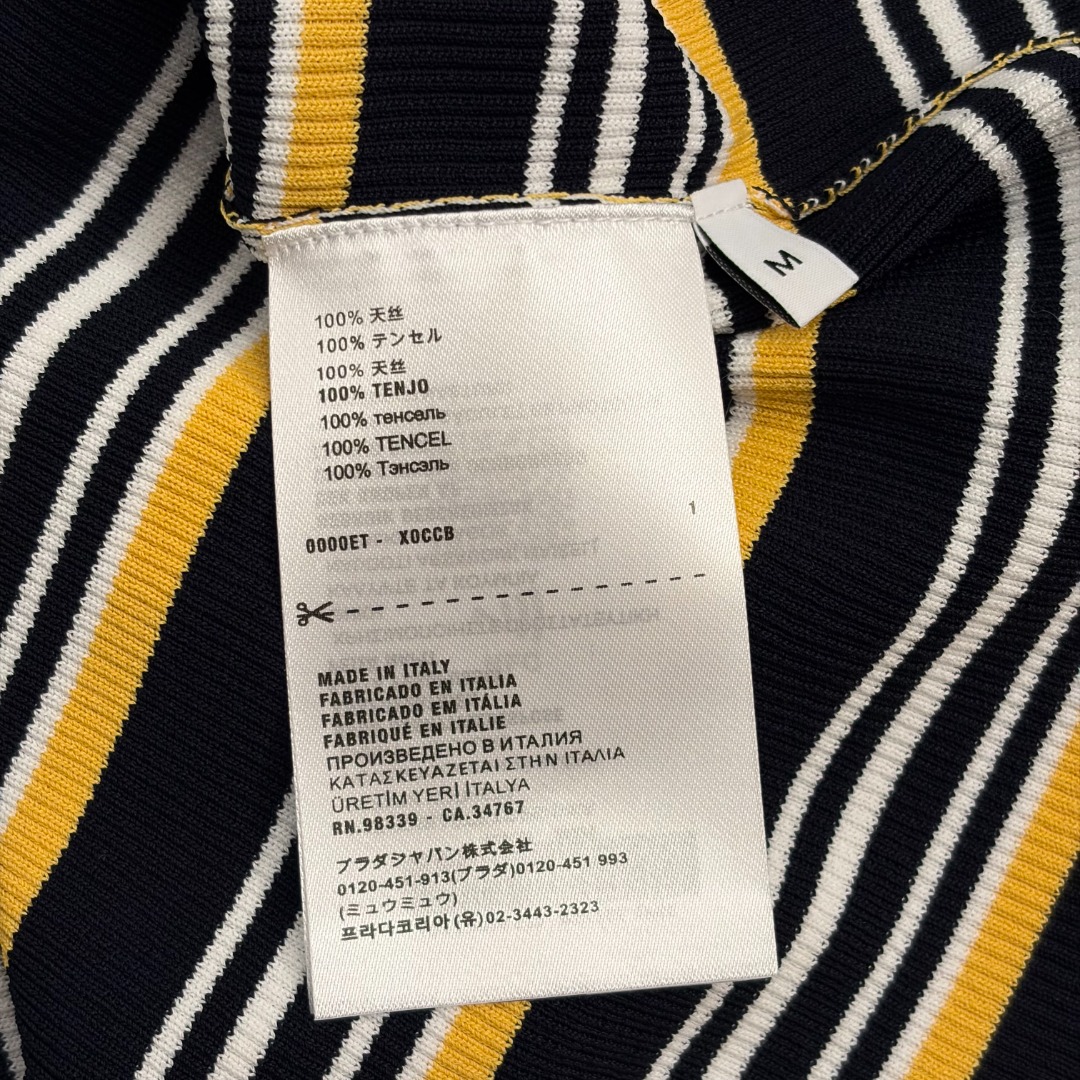 M
100% 天丝
100% テンセル
100% 天丝
100% TENJO
100% тенсель
100% TENCEL
100% Тэнсэль
1
0000ET - X0CCB
MADE IN ITALY
FABRICADO EN ITALIA
FABRICADO EM ITÁLIA
FABRIQUÉ EN ITALIE
ПРОИЗВЕДЕНО В ИТАЛИЯ
ΚΑΤΑΣΚΕΥΑΖΕΤΑΙ ΣΤΗΝ ΙΤΑΛΙΑ
ÜRETİM YERİ İTALYA
RN.98339 - CA.34767
プラダジャパン株式会社
0120-451-913(プラダ)0120-451 993
(ミュウミュウ)
프라다코리아(유)02-3443-2323